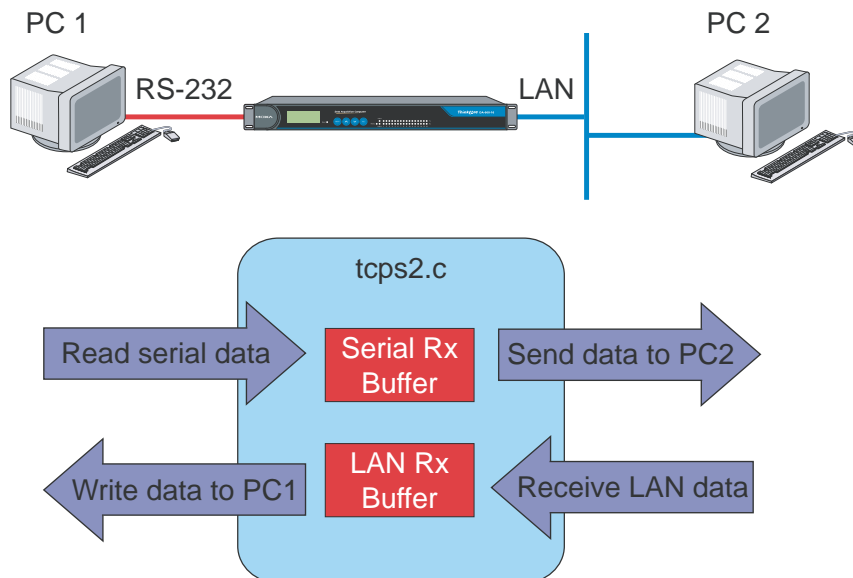 PC 1
PC 2
RS-232
LAN
MOXA
tcps2.c
Read serial data
Serial Rx
Buffer
Send data to PC2
Write data to PC1
LAN Rx
Buffer
Receive LAN data